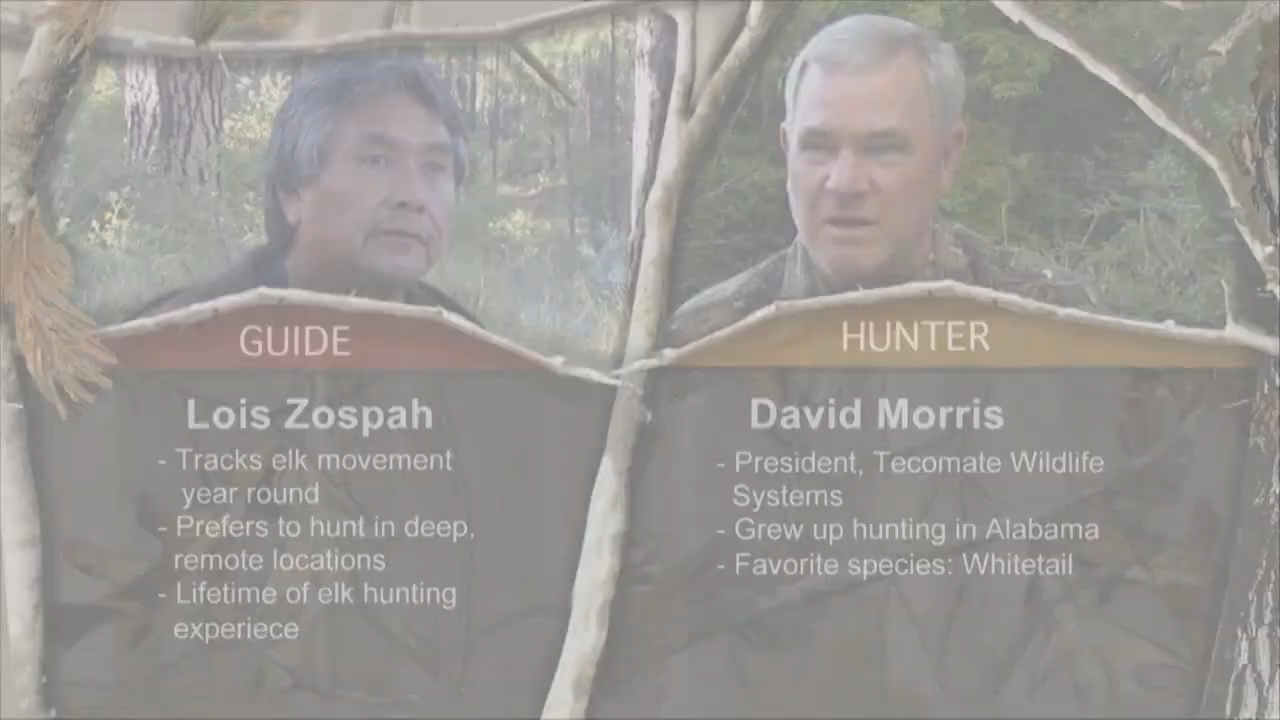 GUIDE
Lois Zospah
- Tracks elk movement
year round
- Prefers to hunt in deep,
remote locations
- Lifetime of elk hunting
experiece
HUNTER
David Morris
- President, Tecomate Wildlife
Systems
- Grew up hunting in Alabama
- Favorite species: Whitetail